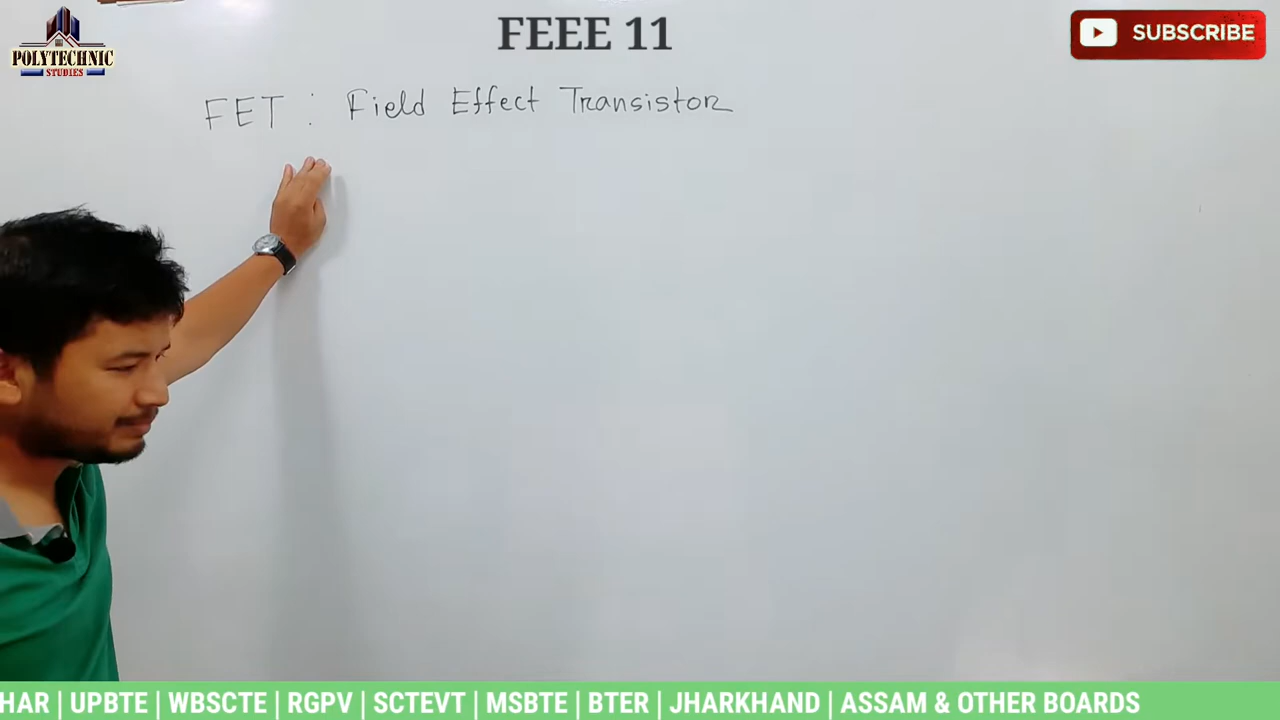 FEEE 11
SUBSCRIBE
POLYTECHNIC
STUDIES
FET : Field Effect Transistor
HAR | UPBTE | WBSCTE | RGPV | SCTEVT | MSBTE | BTER | JHARKHAND | ASSAM & OTHER BOARDS